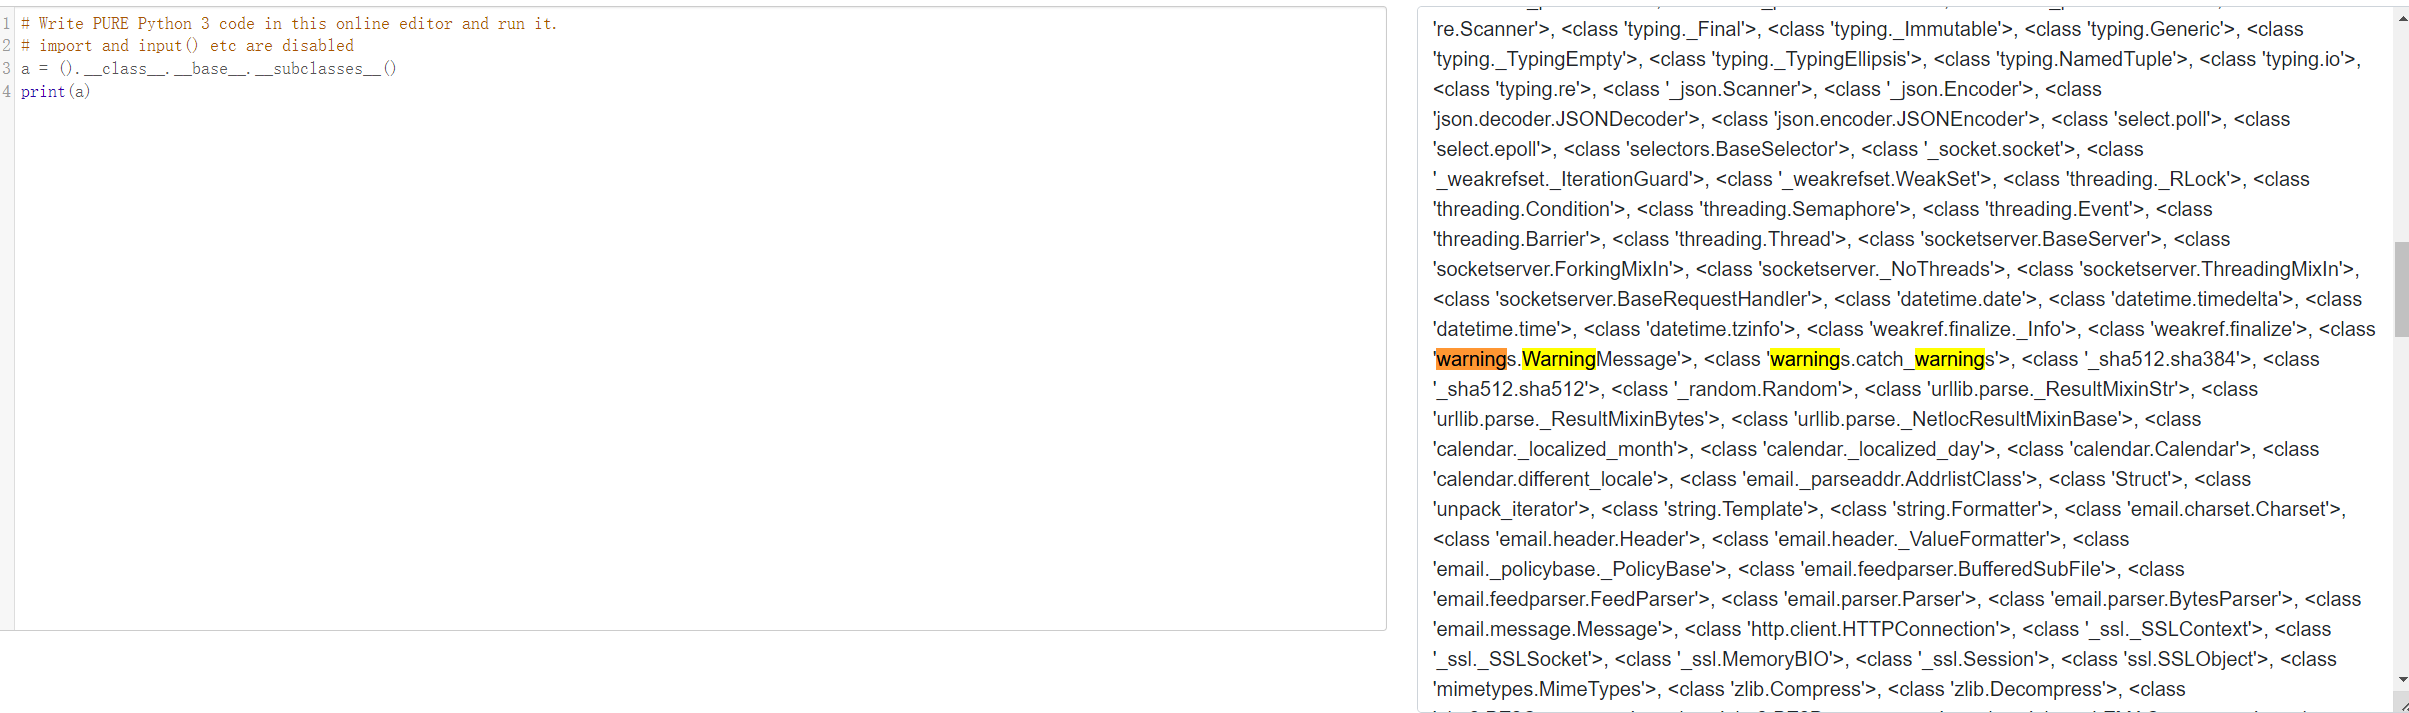 1 # Write PURE Python 3 code in this online editor and run it.
2 # import and input() etc are disabled
3 a = ().__class__.__base__.__subclasses__()
4 print(a)
're.Scanner'>, <class 'typing._Final'>, <class 'typing._Immutable'>, <class 'typing.Generic'>, <class
'typing._TypingEmpty'>, <class 'typing._TypingEllipsis'>, <class 'typing.NamedTuple'>, <class 'typing.io'>,
<class 'typing.re'>, <class '_json.Scanner'>, <class '_json.Encoder'>, <class
'json.decoder.JSONDecoder'>, <class 'json.encoder.JSONEncoder'>, <class 'select.poll'>, <class
'select.epoll'>, <class 'selectors.BaseSelector'>, <class '_socket.socket'>, <class
'_weakrefset._IterationGuard'>, <class '_weakrefset.WeakSet'>, <class 'threading._RLock'>, <class
'threading.Condition'>, <class 'threading.Semaphore'>, <class 'threading.Event'>, <class
'threading.Barrier'>, <class 'threading.Thread'>, <class 'socketserver.BaseServer'>, <class
'socketserver.ForkingMixIn'>, <class 'socketserver._NoThreads'>, <class 'socketserver.ThreadingMixIn'>,
<class 'socketserver.BaseRequestHandler'>, <class 'datetime.date'>, <class 'datetime.timedelta'>, <class
'datetime.time'>, <class 'datetime.tzinfo'>, <class 'weakref.finalize._Info'>, <class 'weakref.finalize'>, <class
'warnings.WarningMessage'>, <class 'warnings.catch_warnings'>, <class '_sha512.sha384'>, <class
'_sha512.sha512'>, <class '_random.Random'>, <class 'urllib.parse._ResultMixinStr'>, <class
'urllib.parse._ResultMixinBytes'>, <class 'urllib.parse._NetlocResultMixinBase'>, <class
'calendar._localized_month'>, <class 'calendar._localized_day'>, <class 'calendar.Calendar'>, <class
'calendar.different_locale'>, <class 'email._parseaddr.AddrlistClass'>, <class 'Struct'>, <class
'unpack_iterator'>, <class 'string.Template'>, <class 'string.Formatter'>, <class 'email.charset.Charset'>,
<class 'email.header.Header'>, <class 'email.header._ValueFormatter'>, <class
'email._policybase._PolicyBase'>, <class 'email.feedparser.BufferedSubFile'>, <class
'email.feedparser.FeedParser'>, <class 'email.parser.Parser'>, <class 'email.parser.BytesParser'>, <class
'email.message.Message'>, <class 'http.client.HTTPConnection'>, <class '_ssl._SSLContext'>, <class
'_ssl._SSLSocket'>, <class '_ssl.MemoryBIO'>, <class '_ssl.Session'>, <class 'ssl.SSLObject'>, <class
'mimetypes.MimeTypes'>, <class 'zlib.Compress'>, <class 'zlib.Decompress'>, <class